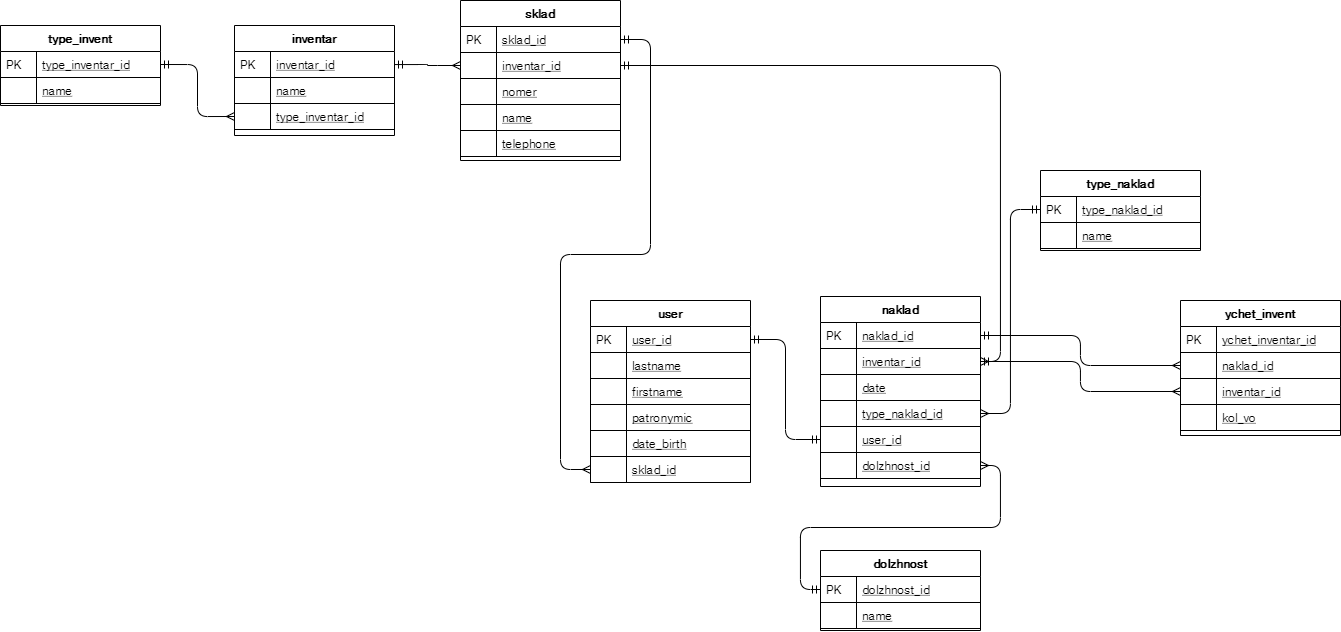 type_invent
PK type_inventar_id
name
inventar
PK inventar_id
name
type_inventar_id
sklad
PK sklad_id
inventar_id
nomer
name
telephone
type_naklad
PK type_naklad_id
name
user
PK user_id
lastname
firstname
patronymic
date_birth
sklad_id
naklad
PK naklad_id
inventar_id
date
type_naklad_id
user_id
dolzhnost_id
ychet_invent
PK ychet_inventar_id
naklad_id
inventar_id
kol_vo
dolzhnost
PK dolzhnost_id
name